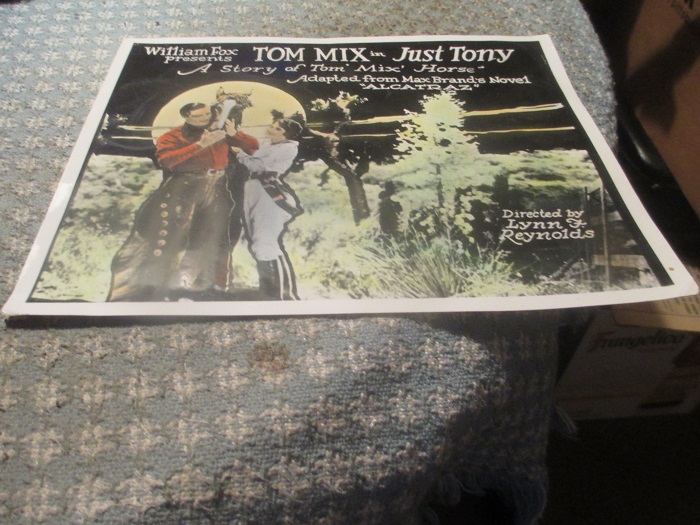 William Fox
presents
TOM MIX in Just Tony
"A Story of Tom Mix' Horse"
Adapted from Max Brand's Novel
"ALCATRAZ"
Directed by
Lynn F.
Reynolds
Frangelico